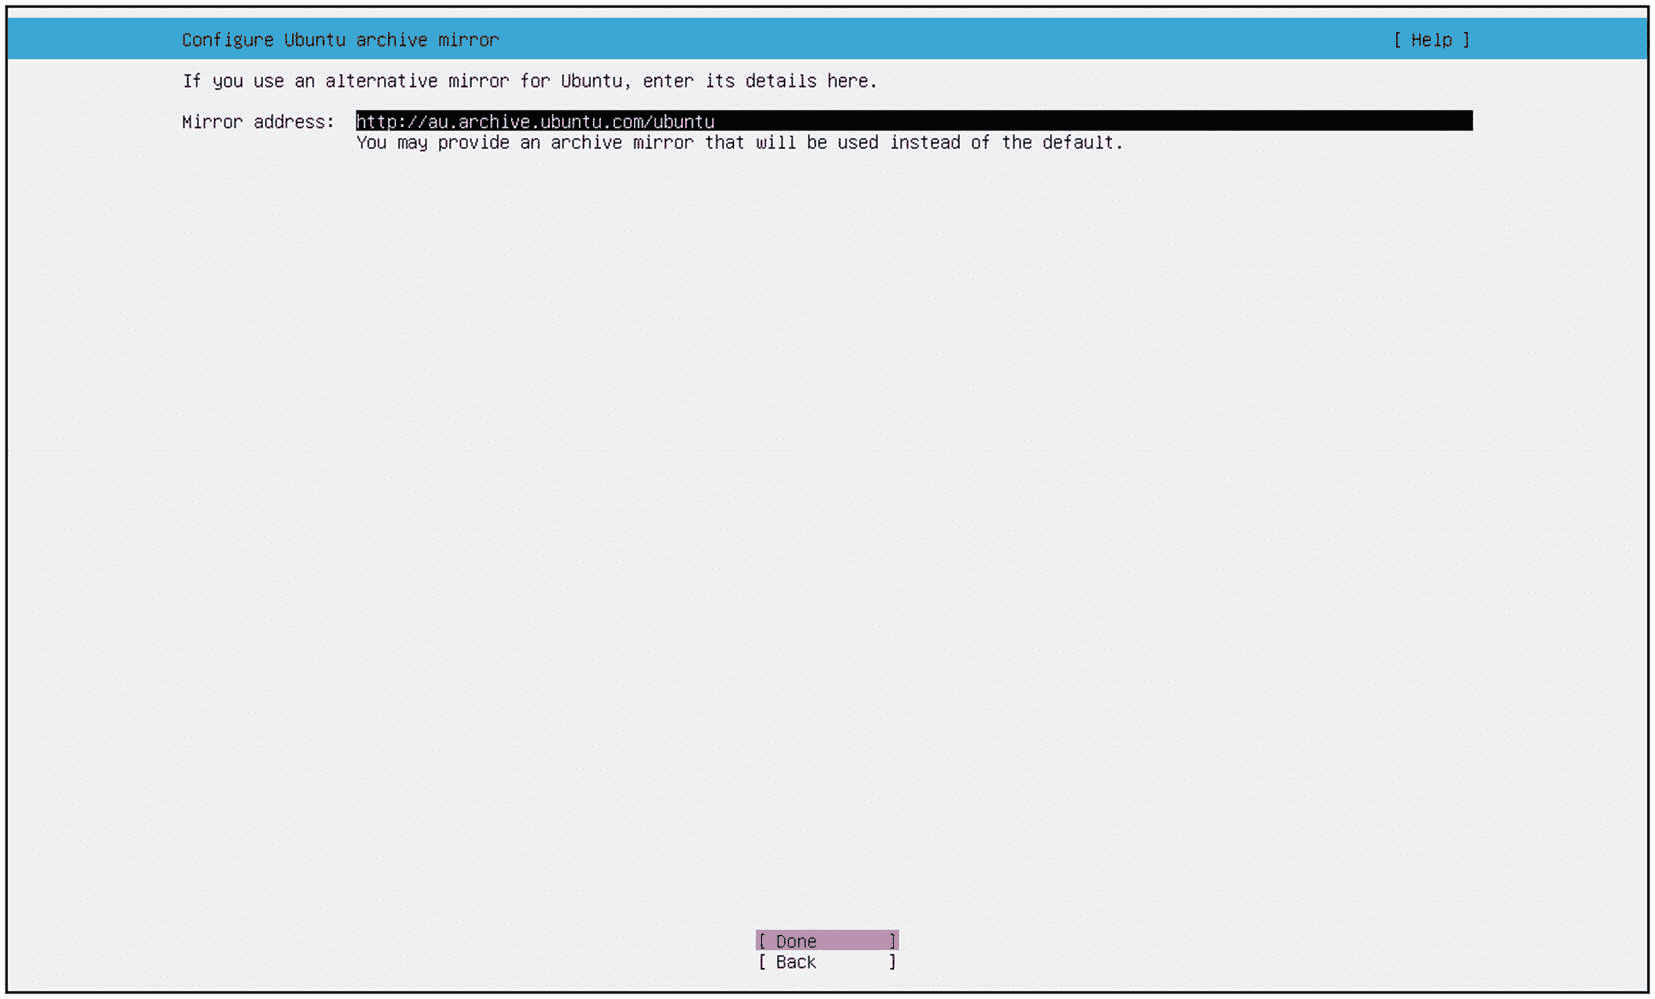 Configure Ubuntu archive mirror [ Help ]
If you use an alternative mirror for Ubuntu, enter its details here.
Mirror address: http://au.archive.ubuntu.com/ubuntu
You may provide an archive mirror that will be used instead of the default.
[ Done ]
[ Back ]